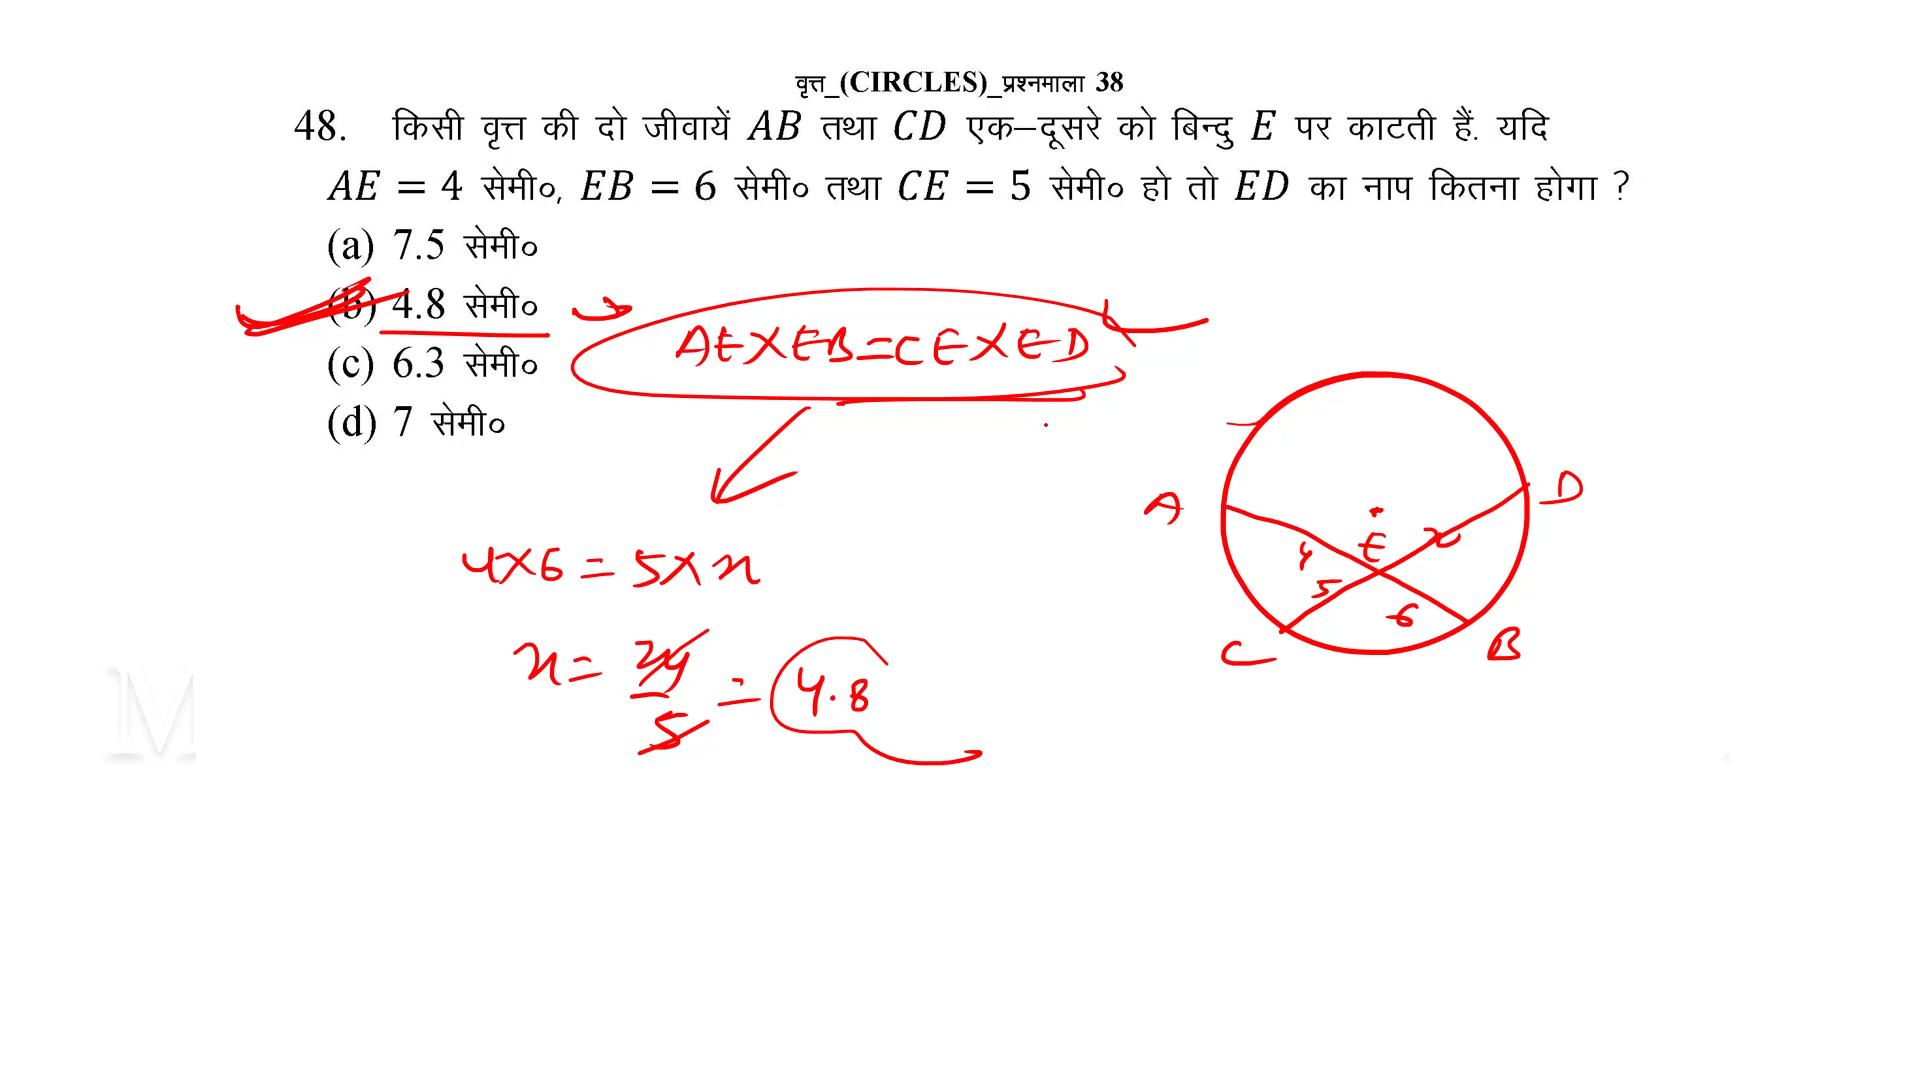 वृत्त_(CIRCLES)_प्रश्नमाला 38
48. किसी वृत्त की दो जीवायें AB तथा CD एक–दूसरे को बिन्दु E पर काटती हैं. यदि
AE = 4 सेमी०, EB = 6 सेमी० तथा CE = 5 सेमी० हो तो ED का नाप कितना होगा ?
(a) 7.5 सेमी०
(b) 4.8 सेमी०
(c) 6.3 सेमी०
(d) 7 सेमी०
AE×EB=CE×ED
A
D
E
4
x
5
6
C
B
4×6=5×x
x=24/5=4.8
M